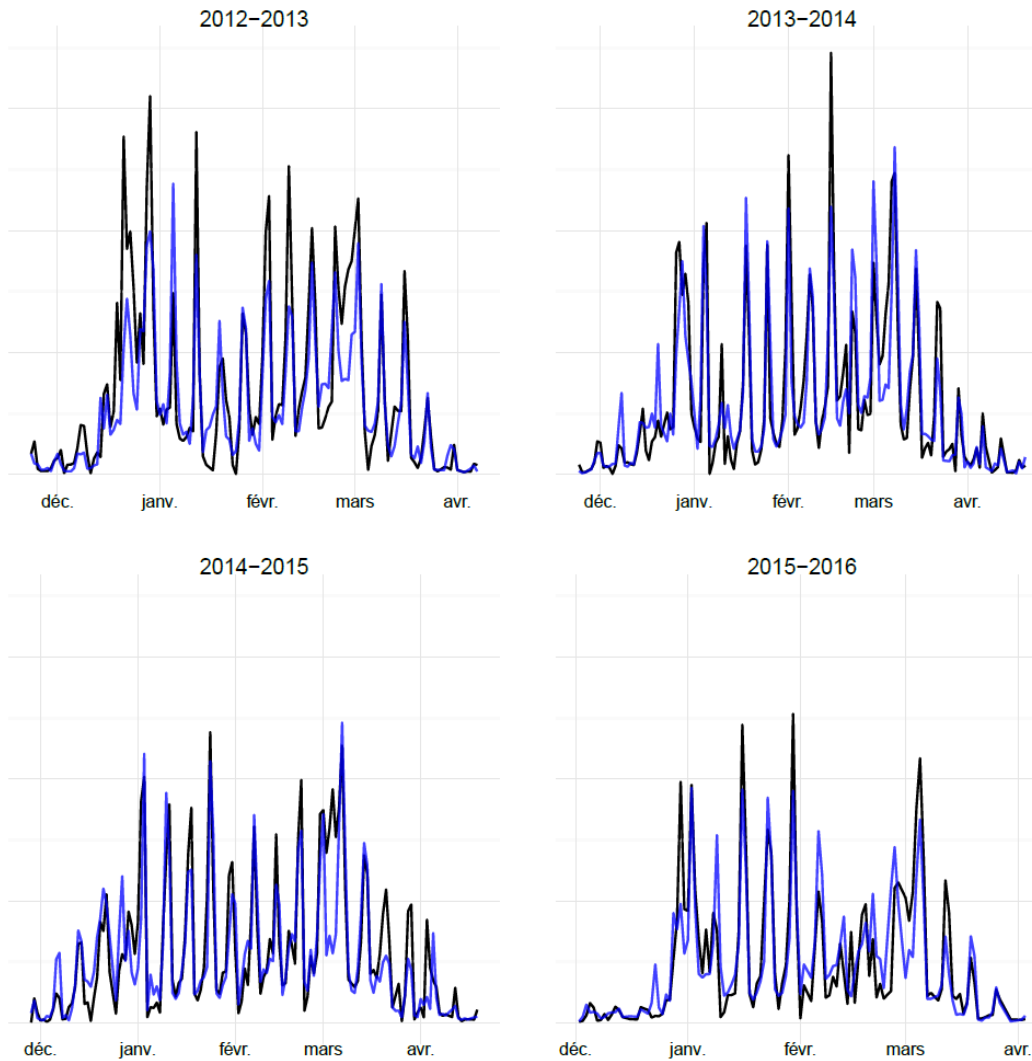 2012−2013
2013−2014
déc. janv. févr. mars avr.
déc. janv. févr. mars avr.
2014−2015
2015−2016
déc. janv. févr. mars avr.
déc. janv. févr. mars avr.